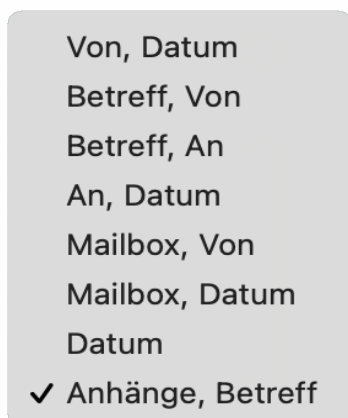 Von, Datum
Betreff, Von
Betreff, An
An, Datum
Mailbox, Von
Mailbox, Datum
Datum
✓ Anhänge, Betreff